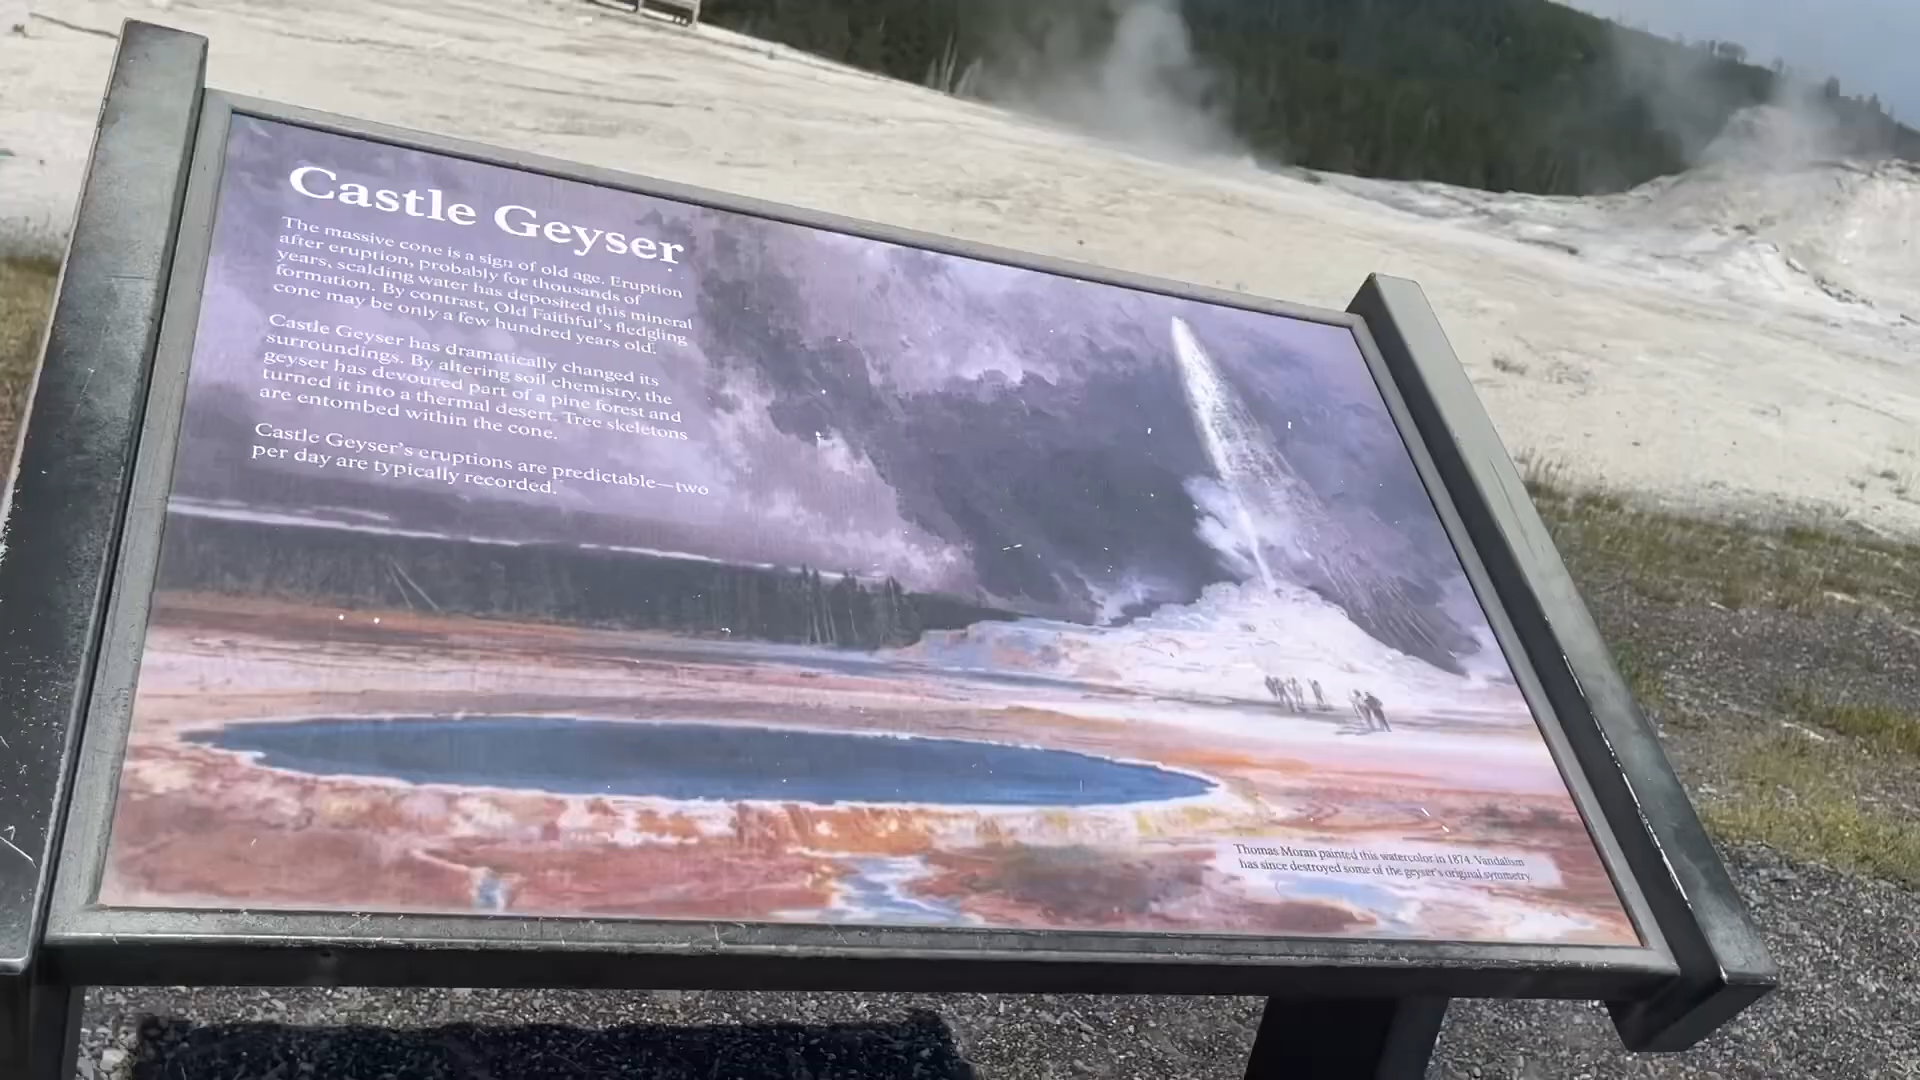 Castle Geyser
The massive cone is a sign of old age. Eruption
after eruption, probably for thousands of
years, scalding water has deposited this mineral
formation. By contrast, Old Faithful's fledgling
cone may be only a few hundred years old.
Castle Geyser has dramatically changed its
surroundings. By altering soil chemistry, the
geyser has devoured part of a pine forest and
turned it into a thermal desert. Tree skeletons
are entombed within the cone.
Castle Geyser's eruptions are predictable—two
per day are typically recorded.
Thomas Moran painted this watercolor in 1874. Vandalism
has since destroyed some of the geyser's original symmetry.